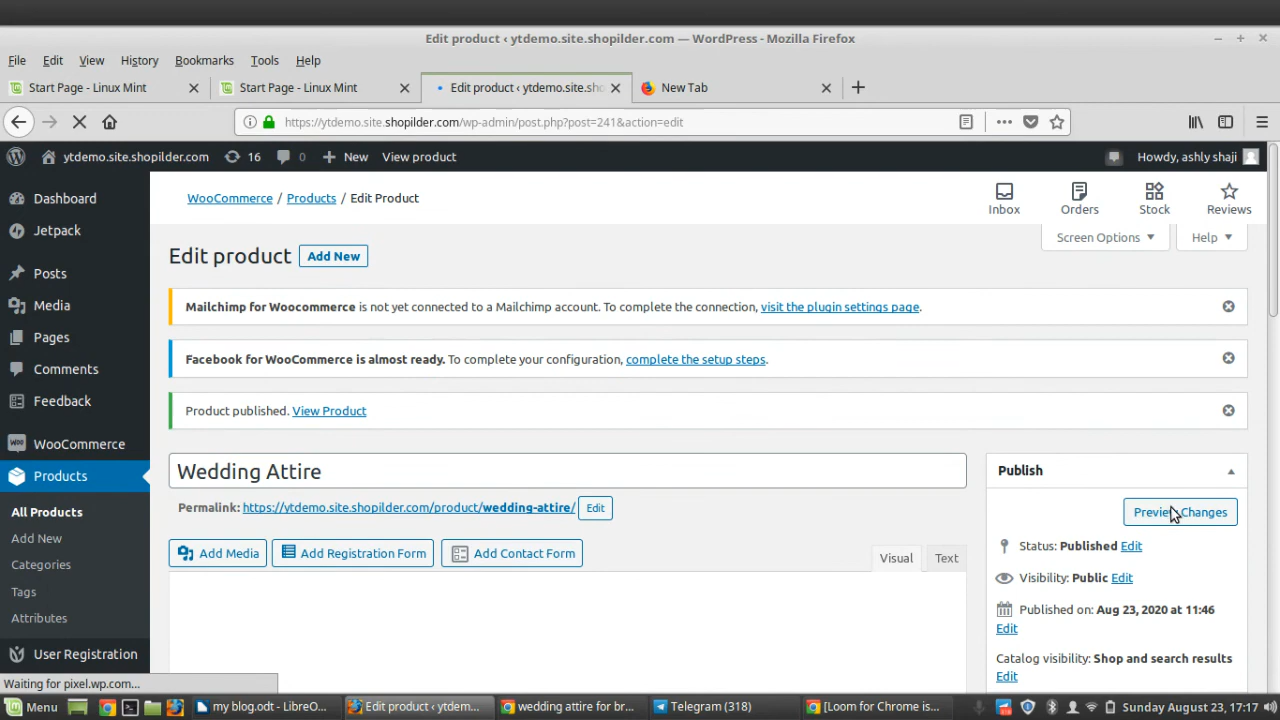 Edit product ‹ ytdemo.site.shopilder.com — WordPress - Mozilla Firefox
File Edit View History Bookmarks Tools Help
Start Page - Linux Mint
Start Page - Linux Mint
Edit product ‹ ytdemo.site.sho
New Tab
https://ytdemo.site.shopilder.com/wp-admin/post.php?post=241&action=edit
ytdemo.site.shopilder.com 16 0 New View product Howdy, ashly shaji
Dashboard
Jetpack
Posts
Media
Pages
Comments
Feedback
WooCommerce
Products
All Products
Add New
Categories
Tags
Attributes
User Registration
WooCommerce / Products / Edit Product
Inbox
Orders
Stock
Reviews
Screen Options
Help
Edit product Add New
Mailchimp for Woocommerce is not yet connected to a Mailchimp account. To complete the connection, visit the plugin settings page.
Facebook for WooCommerce is almost ready. To complete your configuration, complete the setup steps.
Product published. View Product
Wedding Attire
Permalink: https://ytdemo.site.shopilder.com/product/wedding-attire/ Edit
Add Media
Add Registration Form
Add Contact Form
Visual Text
Publish
Preview Changes
Status: Published Edit
Visibility: Public Edit
Published on: Aug 23, 2020 at 11:46
Edit
Catalog visibility: Shop and search results
Edit
Waiting for pixel.wp.com...
Menu
my blog.odt - LibreO...
Edit product ‹ ytdem...
wedding attire for br...
Telegram (318)
[Loom for Chrome is...
Sunday August 23, 17:17